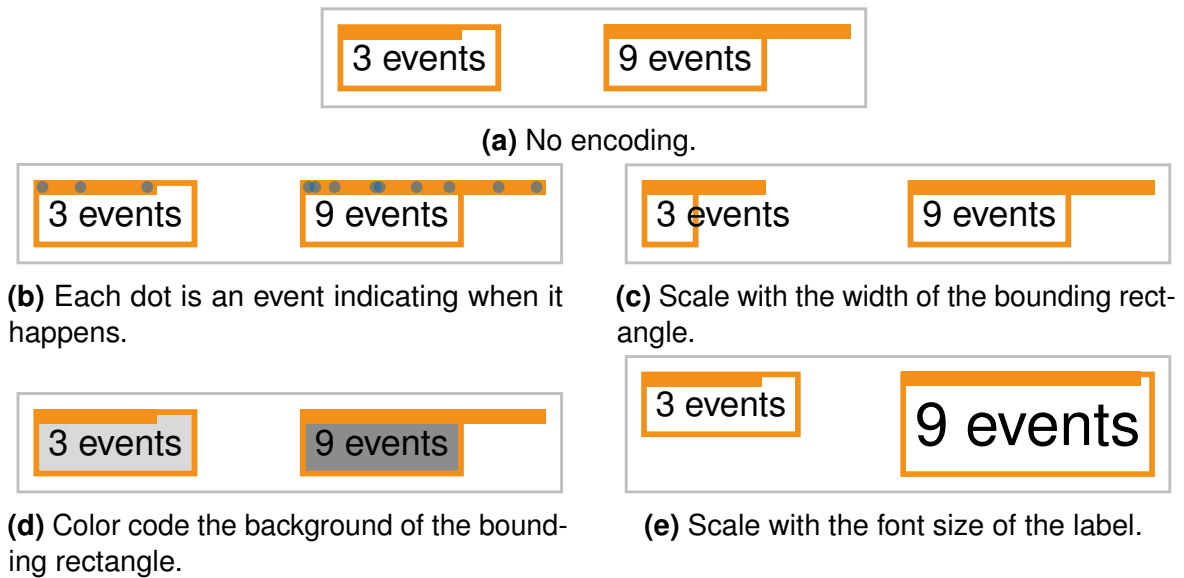 3 events 9 events
(a) No encoding.
3 events 9 events
(b) Each dot is an event indicating when it
happens.
3 events 9 events
(c) Scale with the width of the bounding rect-
angle.
3 events 9 events
(d) Color code the background of the bound-
ing rectangle.
3 events 9 events
(e) Scale with the font size of the label.